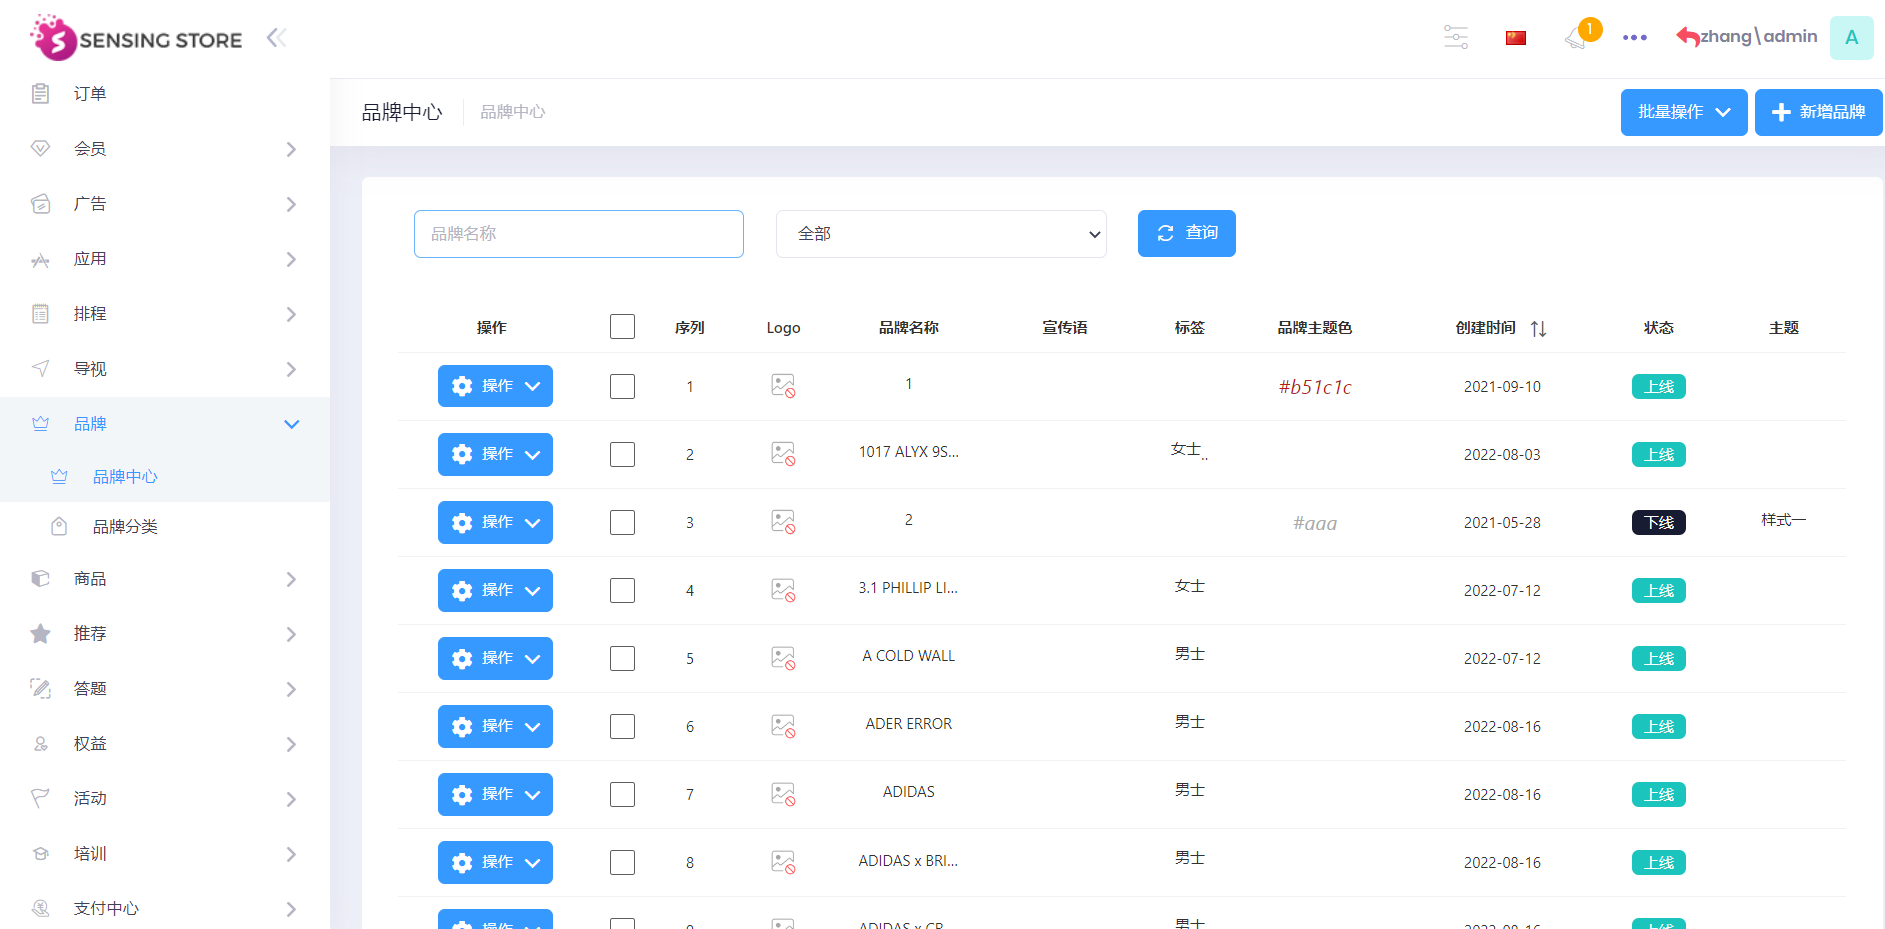 SENSING STORE
1
zhang\admin
A
订单
会员
广告
应用
排程
导视
品牌
品牌中心
品牌分类
商品
推荐
答题
权益
活动
培训
支付中心
品牌中心 品牌中心
批量操作
新增品牌
品牌名称
全部
查询
操作 序列 Logo 品牌名称 宣传语 标签 品牌主题色 创建时间 状态 主题
操作 1 1 #b51c1c 2021-09-10 上线
操作 2 1017 ALYX 9S... 女士 .. 2022-08-03 上线
操作 3 2 #aaa 2021-05-28 下线 样式一
操作 4 3.1 PHILLIP LI... 女士 2022-07-12 上线
操作 5 A COLD WALL 男士 2022-07-12 上线
操作 6 ADER ERROR 男士 2022-08-16 上线
操作 7 ADIDAS 男士 2022-08-16 上线
操作 8 ADIDAS x BRI... 男士 2022-08-16 上线
操作 9 男士 2022-08-16 上线